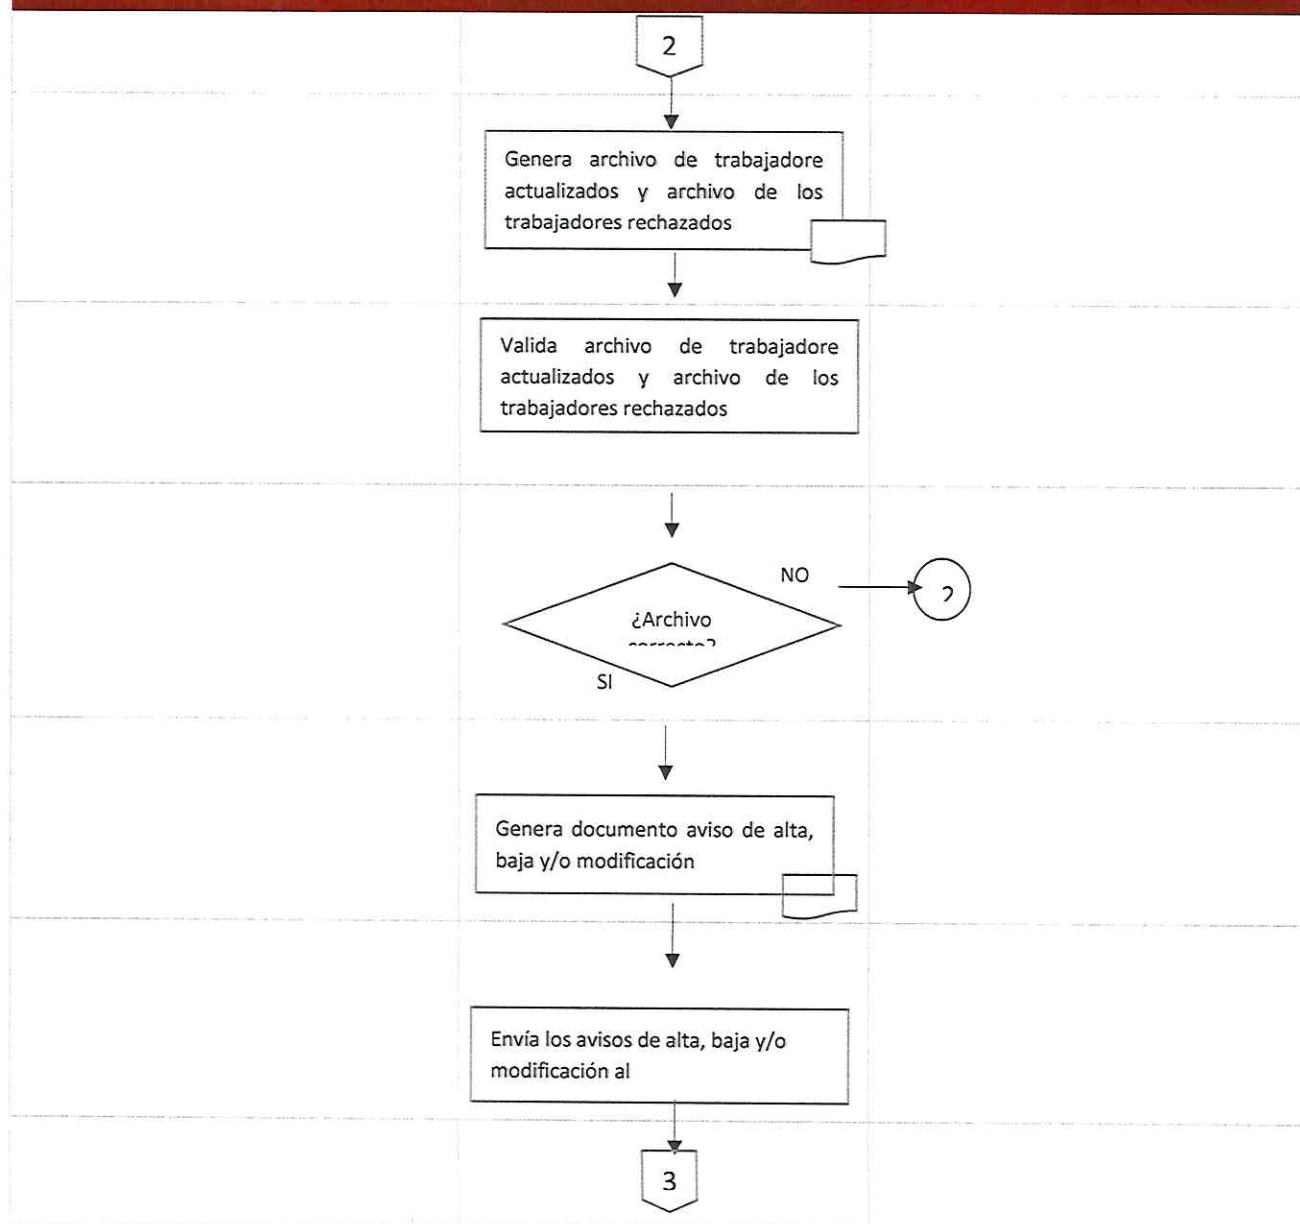 2
Genera archivo de trabajadore
actualizados y archivo de los
trabajadores rechazados
Valida archivo de trabajadore
actualizados y archivo de los
trabajadores rechazados
NO
¿Archivo
SI
Genera documento aviso de alta,
baja y/o modificación
Envía los avisos de alta, baja y/o
modificación al
3